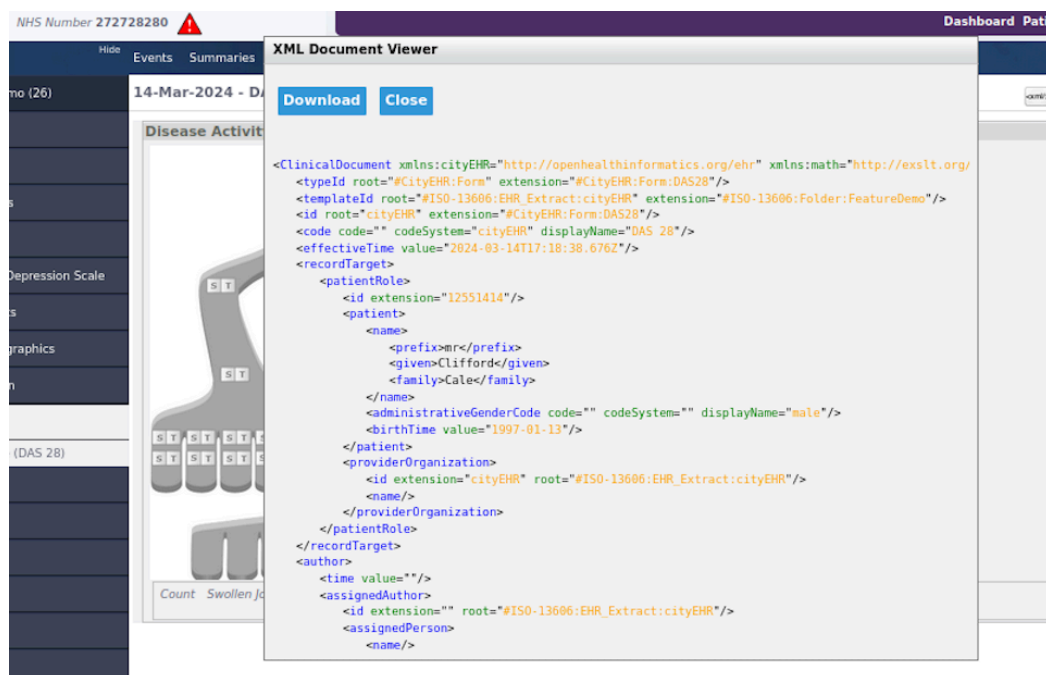 NHS Number 272728280
Dashboard Pati
Hide
Events Summaries
mo (26)
14-Mar-2024 - DA
Disease Activit
s
Depression Scale
ts
graphics
n
(DAS 28)
S T
S T
S T S T S T S
S T S T S T S
Count Swollen Jo
XML Document Viewer
Download Close
<ClinicalDocument xmlns:cityEHR="http://openhealthinformatics.org/ehr" xmlns:math="http://exslt.org/
<typeId root="#CityEHR:Form" extension="#CityEHR:Form:DAS28"/>
<templateId root="#ISO-13606:EHR_Extract:cityEHR" extension="#ISO-13606:Folder:FeatureDemo"/>
<id root="cityEHR" extension="#CityEHR:Form:DAS28"/>
<code code="" codeSystem="cityEHR" displayName="DAS 28"/>
<effectiveTime value="2024-03-14T17:18:38.676Z"/>
<recordTarget>
<patientRole>
<id extension="12551414"/>
<patient>
<name>
<prefix>mr</prefix>
<given>Clifford</given>
<family>Cale</family>
</name>
<administrativeGenderCode code="" codeSystem="" displayName="male"/>
<birthTime value="1997-01-13"/>
</patient>
<providerOrganization>
<id extension="cityEHR" root="#ISO-13606:EHR_Extract:cityEHR"/>
<name/>
</providerOrganization>
</patientRole>
</recordTarget>
<author>
<time value=""/>
<assignedAuthor>
<id extension="" root="#ISO-13606:EHR_Extract:cityEHR"/>
<assignedPerson>
<name/>